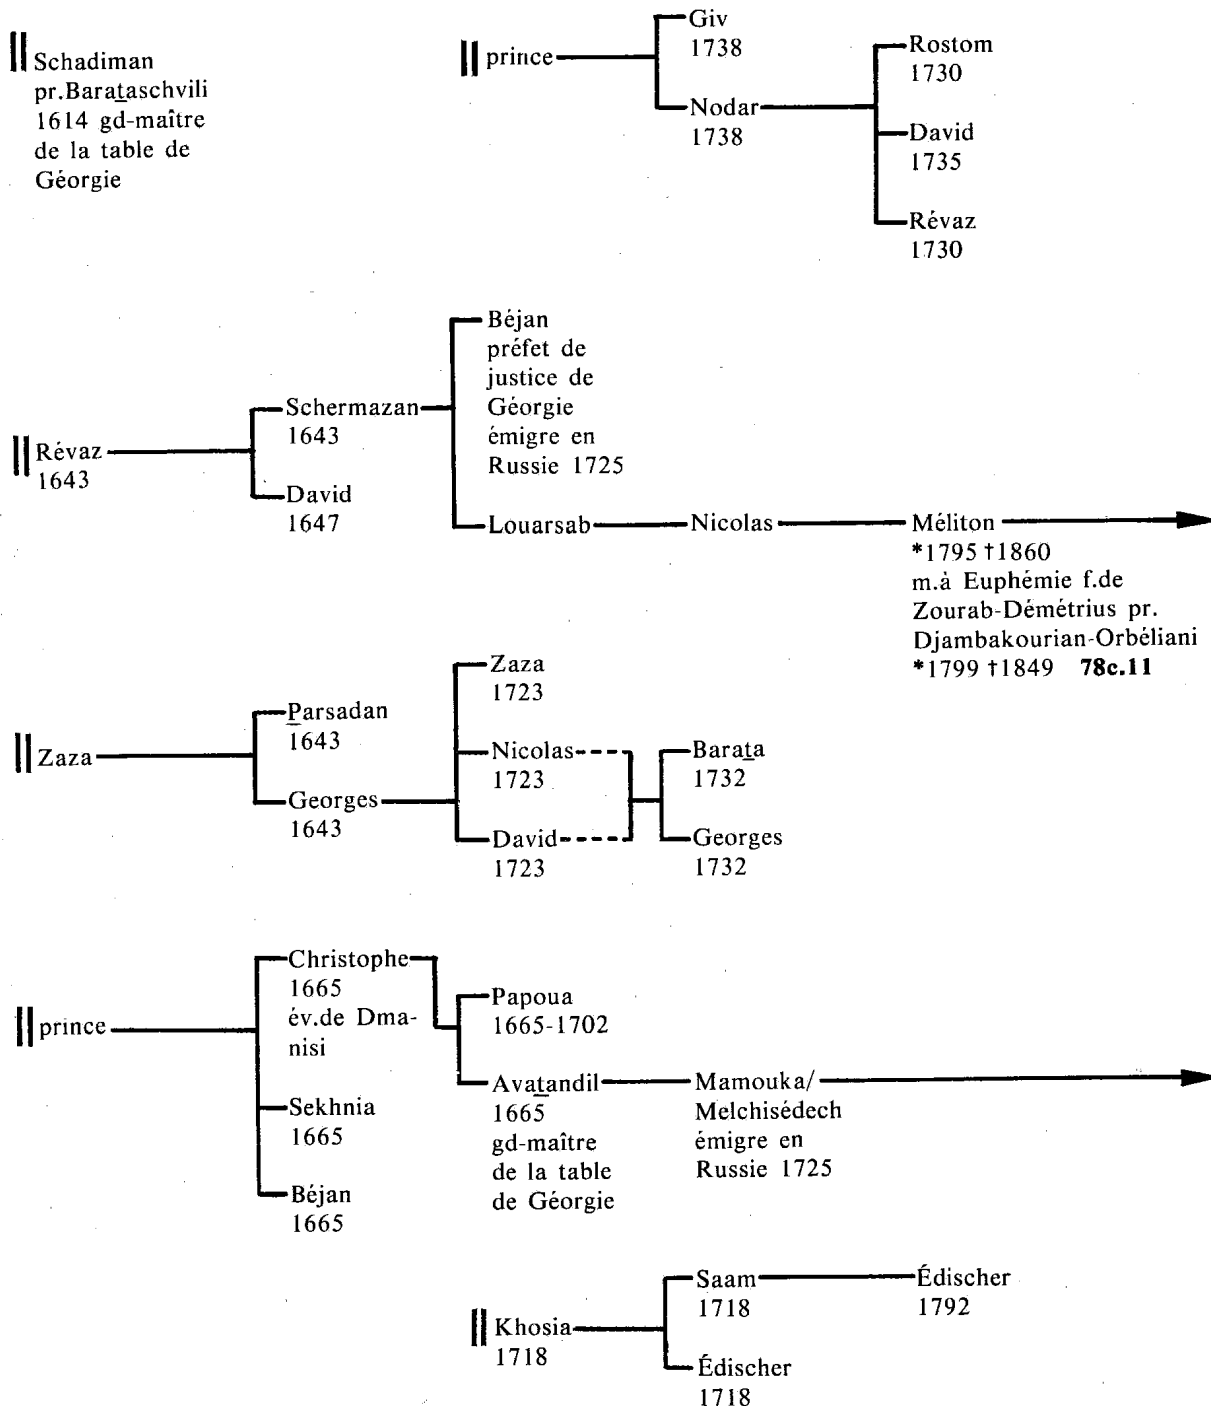 Schadiman
pr.Barataschvili
1614 gd-maître
de la table de
Géorgie
prince
Giv
1738
Nodar
1738
Rostom
1730
David
1735
Révaz
1730
Révaz
1643
Schermazan
1643
David
1647
Béjan
préfet de
justice de
Géorgie
émigre en
Russie 1725
Louarsab
Nicolas
Méliton
*1795 †1860
m.à Euphémie f.de
Zourab-Démétrius pr.
Djambakourian-Orbéliani
*1799 †1849 78c.11
Zaza
Parsadan
1643
Georges
1643
Zaza
1723
Nicolas
1723
David
1723
Barata
1732
Georges
1732
prince
Christophe
1665
év.de Dma-
nisi
Sekhnia
1665
Béjan
1665
Papoua
1665-1702
Avatandil
1665
gd-maître
de la table
de Géorgie
Mamouka/
Melchisédech
émigre en
Russie 1725
Khosia
1718
Saam
1718
Édischer
1718
Édischer
1792